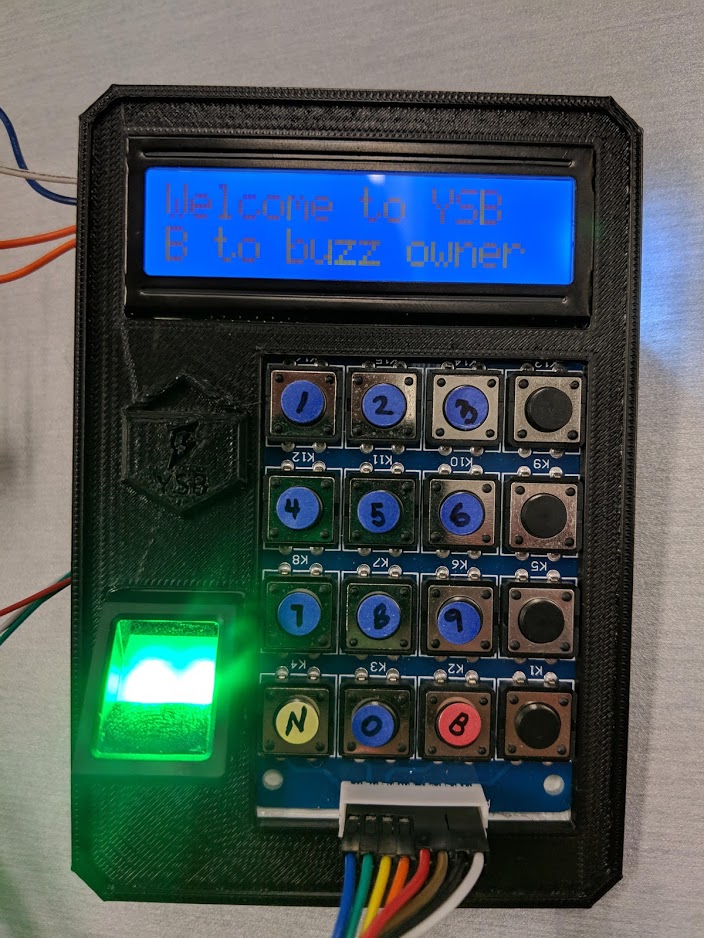 Welcome to YSB
B to buzz owner
YSB
1 2 3
K12 K11 K10 K9
4 5 6
K8 K7 K6 K5
7 8 9
K4 K3 K2 K1
N 0 B